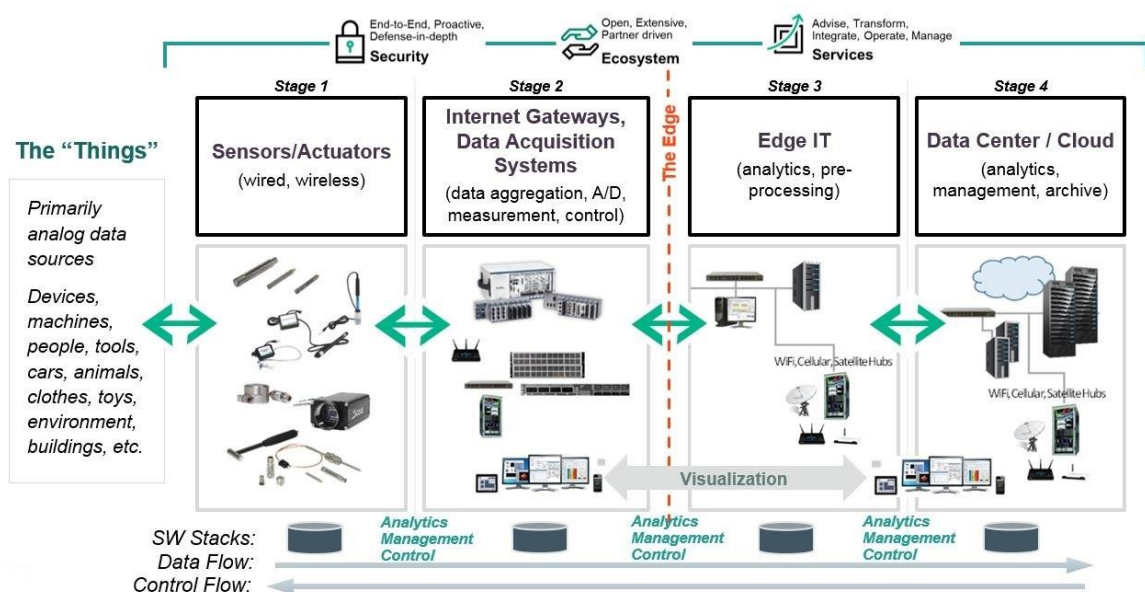 End-to-End, Proactive,
Defense-in-depth
Security
Open, Extensive,
Partner driven
Ecosystem
Advise, Transform,
Integrate, Operate, Manage
Services
Stage 1
Stage 2
Stage 3
Stage 4
The "Things"
Primarily
analog data
sources
Devices,
machines,
people, tools,
cars, animals,
clothes, toys,
environment,
buildings, etc.
Sensors/Actuators
(wired, wireless)
Internet Gateways,
Data Acquisition
Systems
(data aggregation, A/D,
measurement, control)
The Edge
Edge IT
(analytics, pre-
processing)
Data Center / Cloud
(analytics,
management, archive)
WiFi, Cellular, Satellite Hubs
WiFi, Cellular, Satellite Hubs
Visualization
SW Stacks:
Data Flow:
Control Flow:
Analytics
Management
Control
Analytics
Management
Control
Analytics
Management
Control